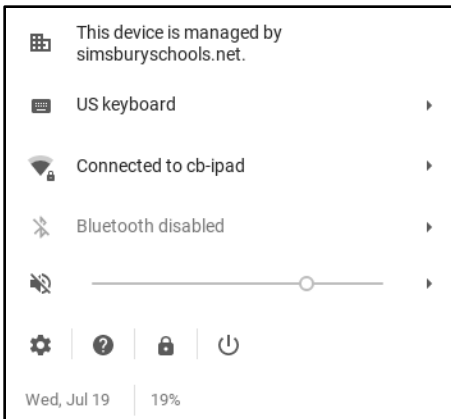 This device is managed by
simsburyschools.net.
US keyboard
Connected to cb-ipad
Bluetooth disabled
Wed, Jul 19
19%